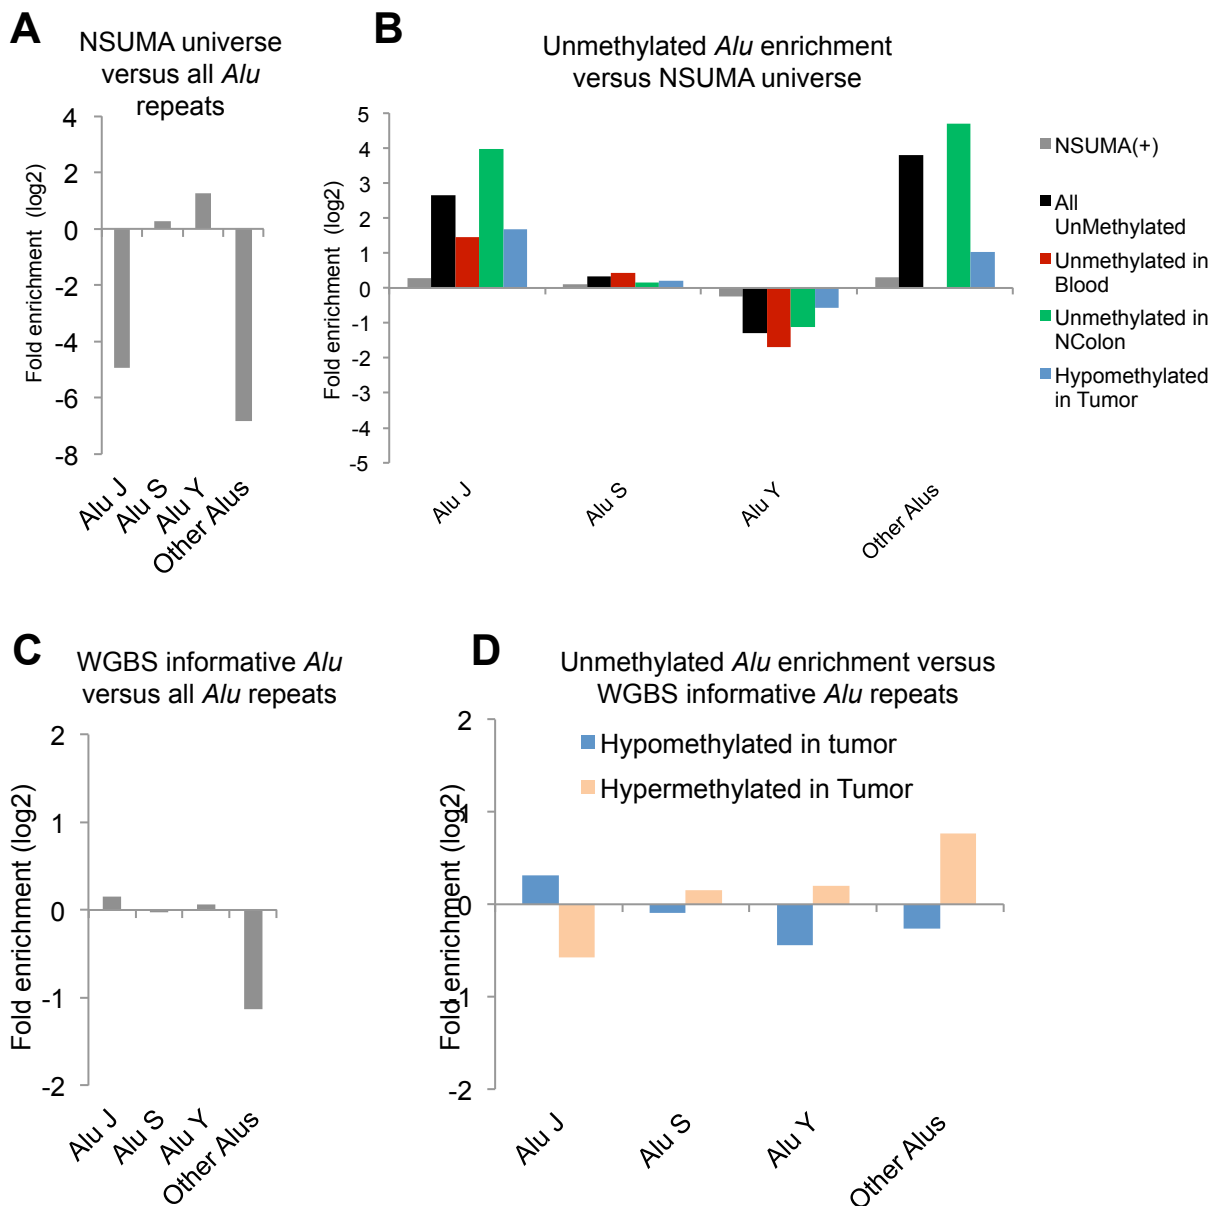 A
NSUMA universe
versus all Alu
repeats
Fold enrichment (log2)
4
2
0
-2
-4
-6
-8
Alu J
Alu S
Alu Y
Other Alus
B
Unmethylated Alu enrichment
versus NSUMA universe
Fold enrichment (log2)
5
4
3
2
1
0
-1
-2
-3
-4
-5
Alu J
Alu S
Alu Y
Other Alus
NSUMA(+)
All
UnMethylated
Unmethylated in
Blood
Unmethylated in
NColon
Hypomethylated
in Tumor
C
WGBS informative Alu
versus all Alu repeats
Fold enrichment (log2)
2
1
0
-1
-2
Alu J
Alu S
Alu Y
Other Alus
D
Unmethylated Alu enrichment versus
WGBS informative Alu repeats
Fold enrichment (log2)
2
1
0
-1
-2
Hypomethylated in tumor
Hypermethylated in Tumor
Alu J
Alu S
Alu Y
Other Alus